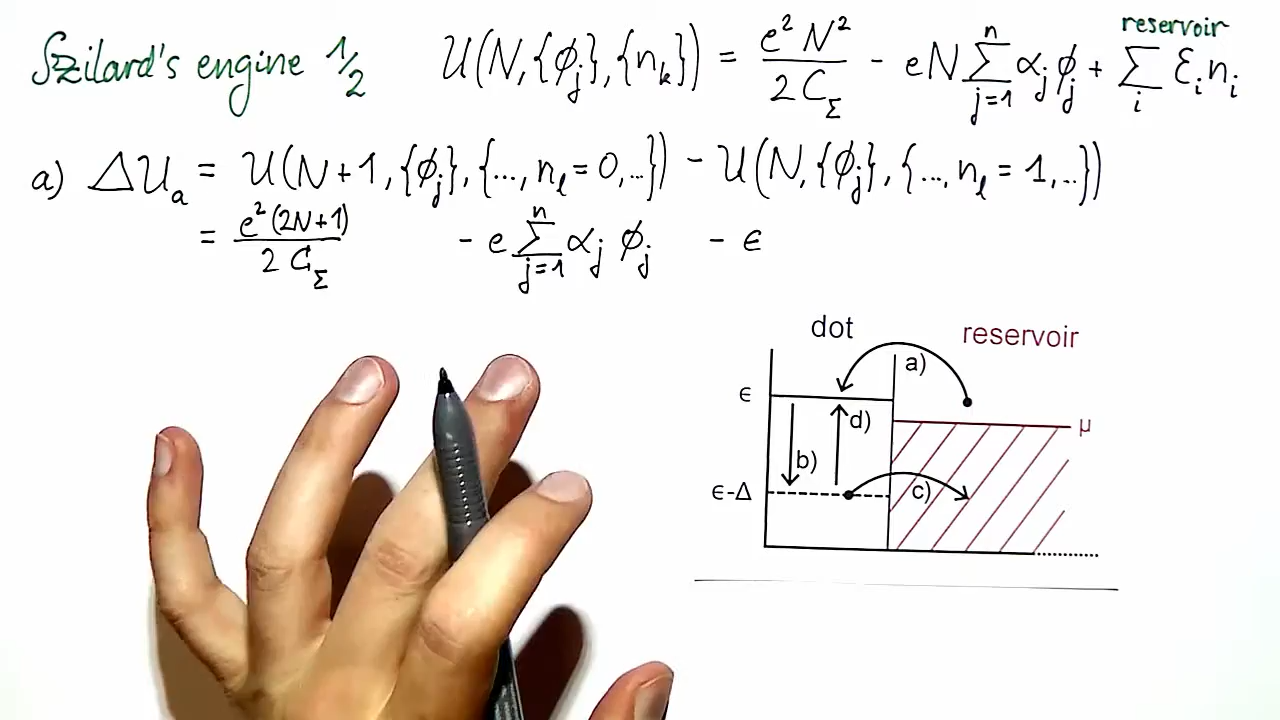 Szilard's engine 1/2
U(N,{ϕ_j},{n_k}) = e²N²/2C_Σ - eN Σ_{j=1}^{n} α_j ϕ_j + Σ_i^{reservoir} ε_i n_i
a) ΔU_a = U(N+1,{ϕ_j},{..., n_ℓ = 0,...}) - U(N,{ϕ_j},{..., n_ℓ = 1,..})
= e²(2N+1)/2C_Σ - e Σ_{j=1}^{n} α_j ϕ_j - ϵ
dot reservoir
a)
ϵ
d) μ
b)
ϵ-Δ c)